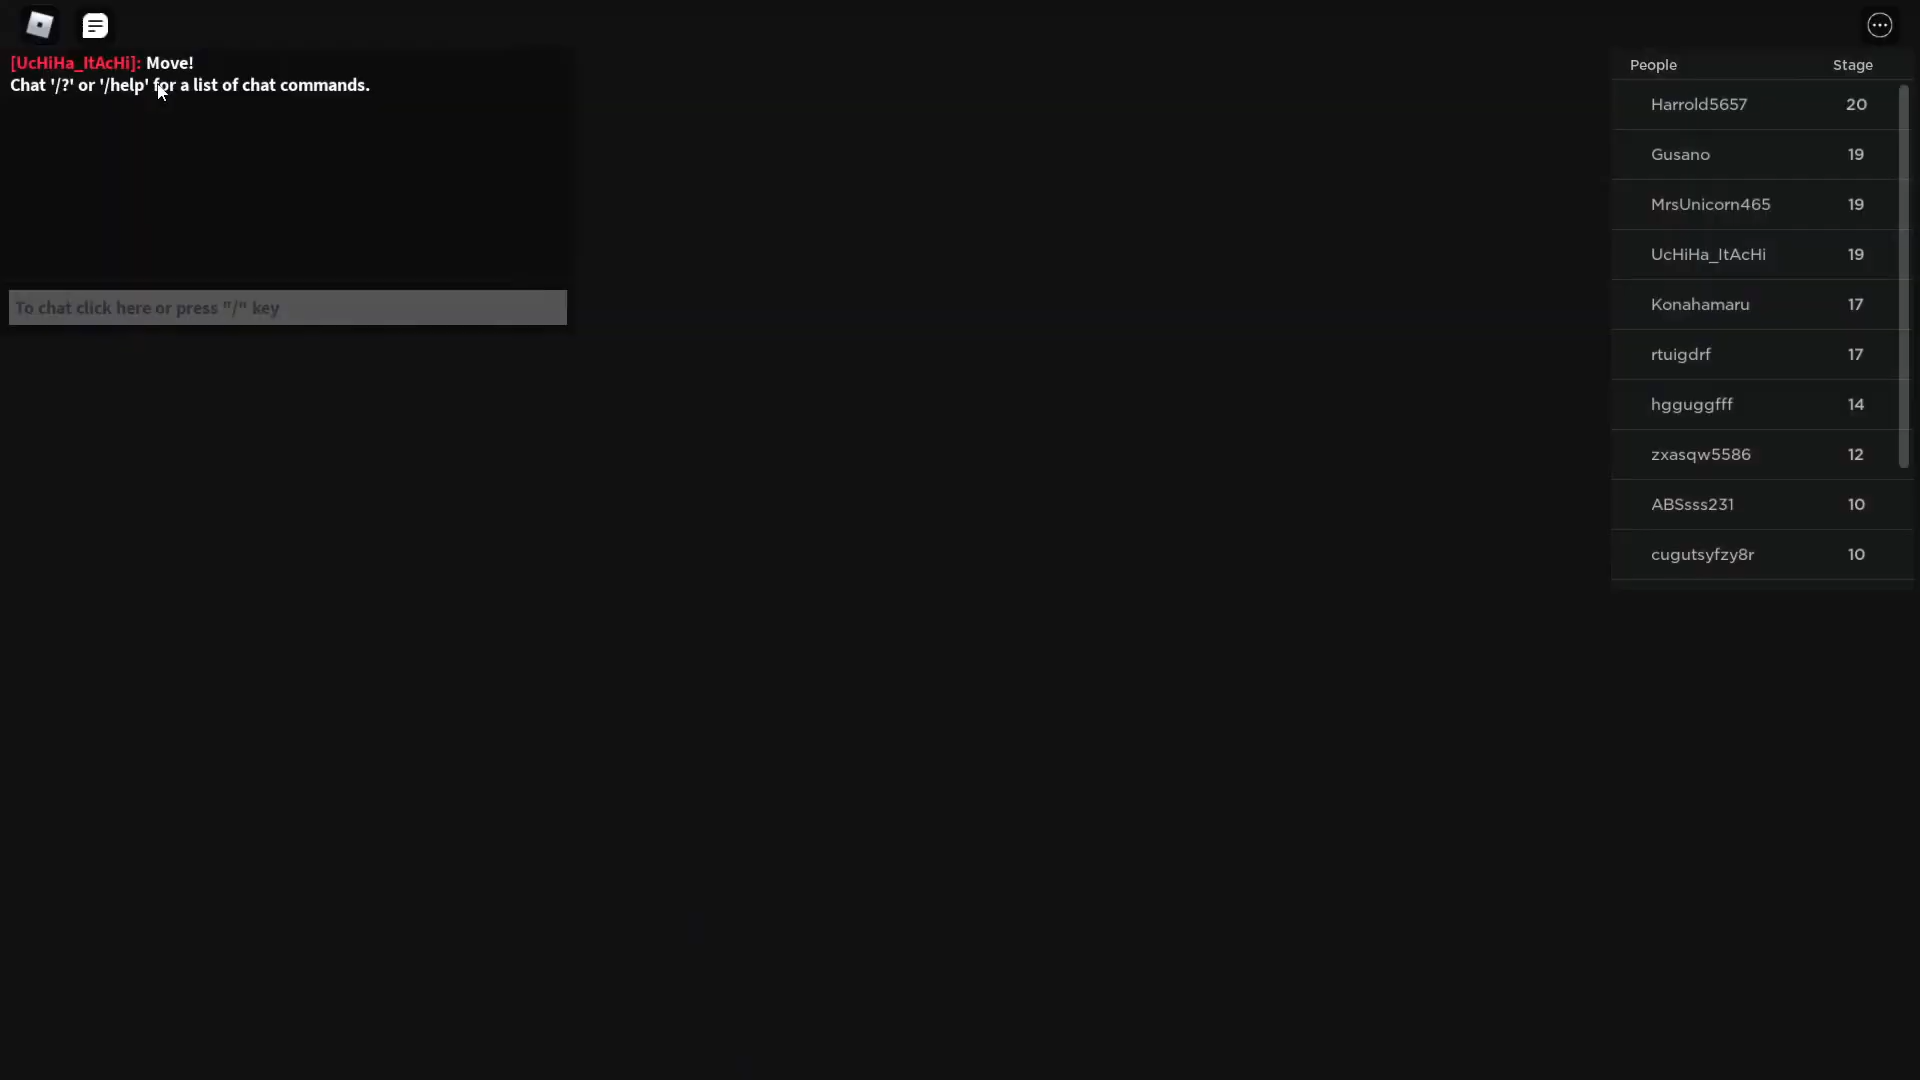 [UcHiHa_ItAcHi]: Move!
Chat '/?' or '/help' for a list of chat commands.
To chat click here or press "/" key
People Stage
Harrold5657 20
Gusano 19
MrsUnicorn465 19
UcHiHa_ItAcHi 19
Konahamaru 17
rtuigdrf 17
hgguggfff 14
zxasqw5586 12
ABSsss231 10
cugutsyfzy8r 10